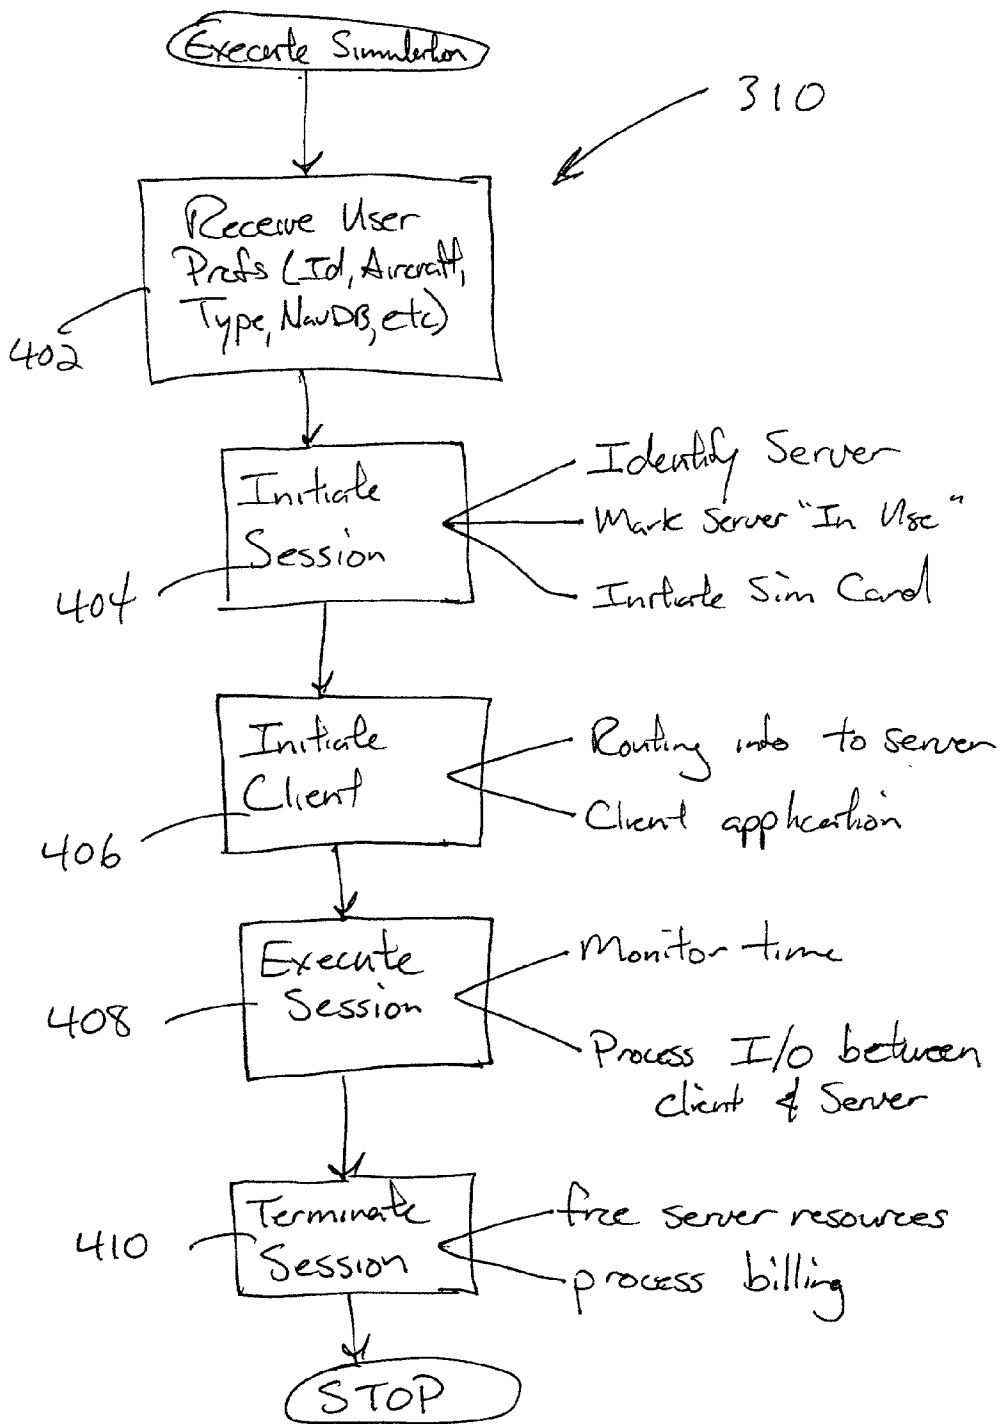 Execute Simulation
310
Receive User
Prefs (Id, Aircraft,
Type, NavDB, etc)
402
Initiate
Session
404
Identify Server
Mark Server "In Use"
Initiate Sim Card
Initiate
Client
406
Routing info to server
Client application
Execute
Session
408
Monitor time
Process I/O between
client & Server
Terminate
Session
410
free server resources
process billing
STOP